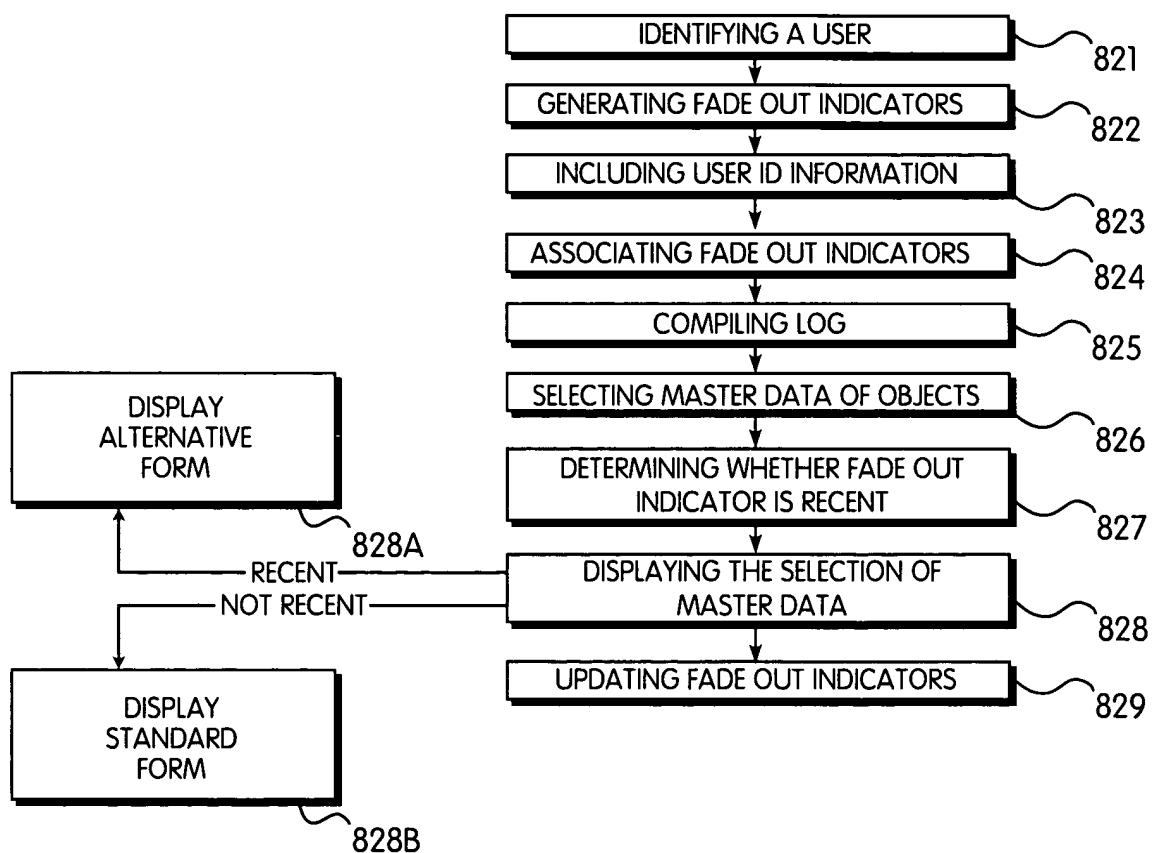 IDENTIFYING A USER
821
GENERATING FADE OUT INDICATORS
822
INCLUDING USER ID INFORMATION
823
ASSOCIATING FADE OUT INDICATORS
824
COMPILING LOG
825
SELECTING MASTER DATA OF OBJECTS
826
DETERMINING WHETHER FADE OUT
INDICATOR IS RECENT
827
DISPLAYING THE SELECTION OF
MASTER DATA
828
RECENT
NOT RECENT
DISPLAY
ALTERNATIVE
FORM
828A
DISPLAY
STANDARD
FORM
828B
UPDATING FADE OUT INDICATORS
829